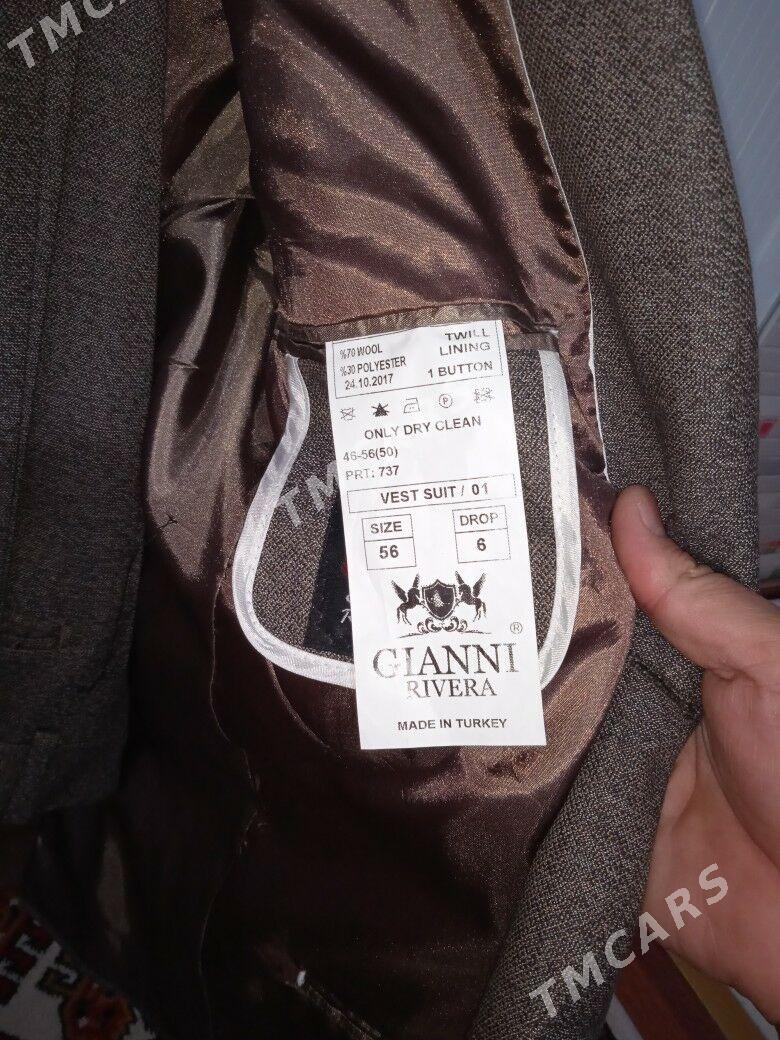 TMCARS
%70 WOOL
%30 POLYESTER
24.10.2017
TWILL
LINING
1 BUTTON
P
ONLY DRY CLEAN
46-56(50)
PRT: 737
VEST SUIT / 01
SIZE
56
DROP
6
®
GIANNI
RIVERA
MADE IN TURKEY
TMCARS